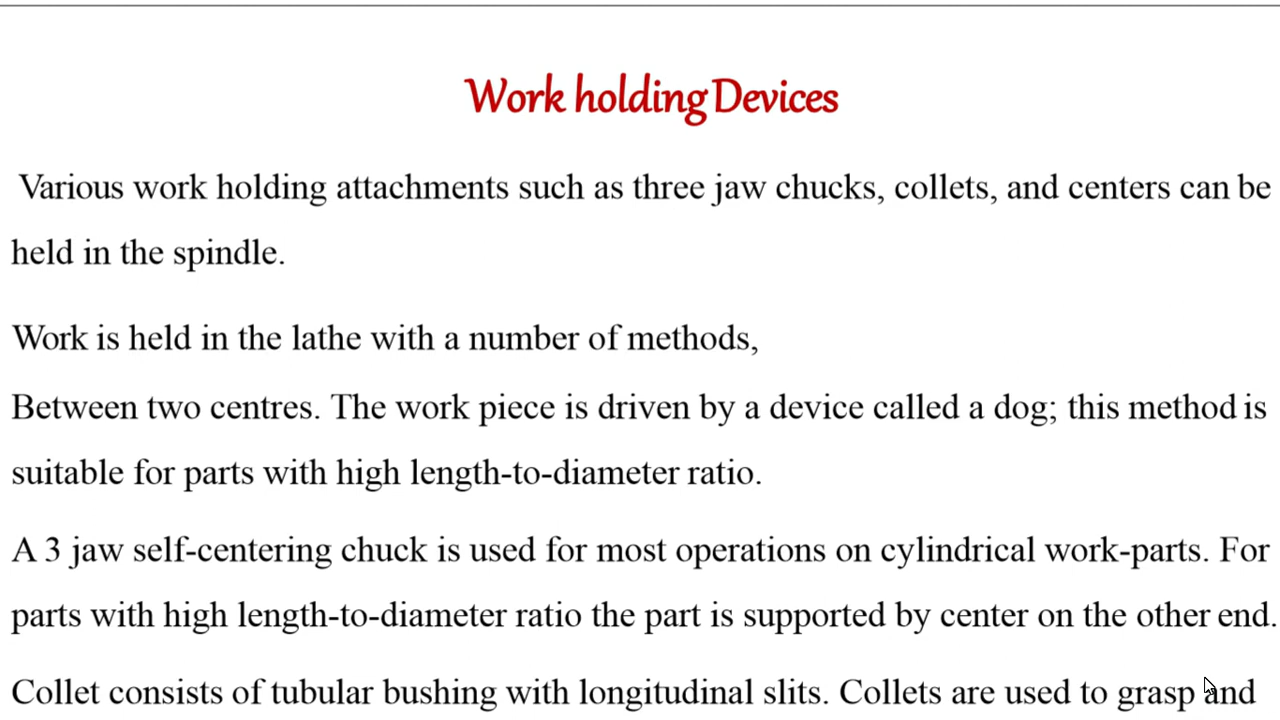 Work holding Devices
Various work holding attachments such as three jaw chucks, collets, and centers can be
held in the spindle.
Work is held in the lathe with a number of methods,
Between two centres. The work piece is driven by a device called a dog; this method is
suitable for parts with high length-to-diameter ratio.
A 3 jaw self-centering chuck is used for most operations on cylindrical work-parts. For
parts with high length-to-diameter ratio the part is supported by center on the other end.
Collet consists of tubular bushing with longitudinal slits. Collets are used to grasp and